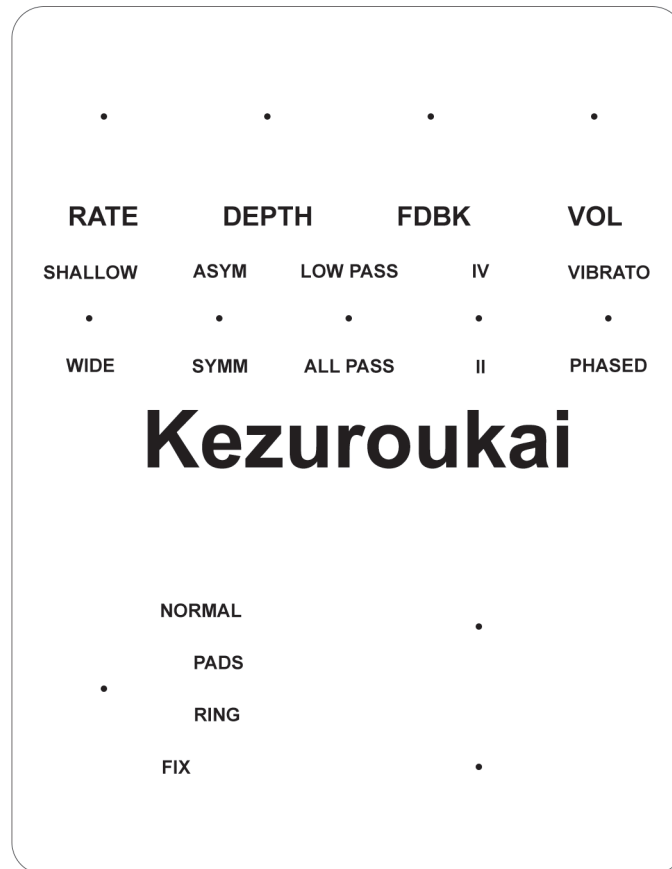 RATE DEPTH FDBK VOL
SHALLOW ASYM LOW PASS IV VIBRATO
WIDE SYMM ALL PASS II PHASED
Kezuroukai
NORMAL
PADS
RING
FIX